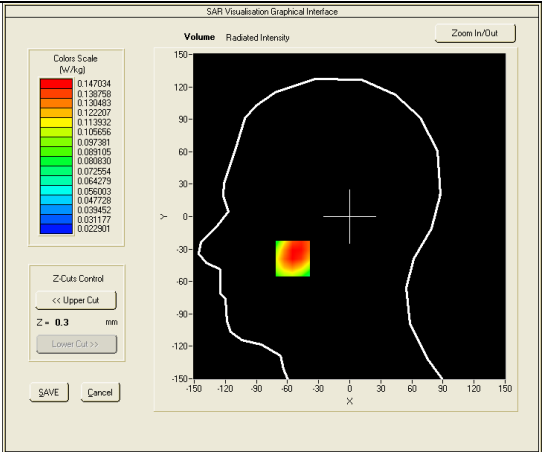 SAR Visualisation Graphical Interface
Volume Radiated Intensity
Zoom In/Out
Colors Scale
(W/kg)
0.147034
0.138758
0.130483
0.122207
0.113932
0.105656
0.097381
0.089105
0.080830
0.072554
0.064279
0.056003
0.047728
0.039452
0.031177
0.022901
Z-Cuts Control
<< Upper Cut
Z = 0.3 mm
Lower Cut >>
SAVE
Cancel
150-
120-
90-
60-
30-
Y 0-
-30-
-60-
-90-
-120-
-150-
-150 -120 -90 -60 -30 0 30 60 90 120 150
X